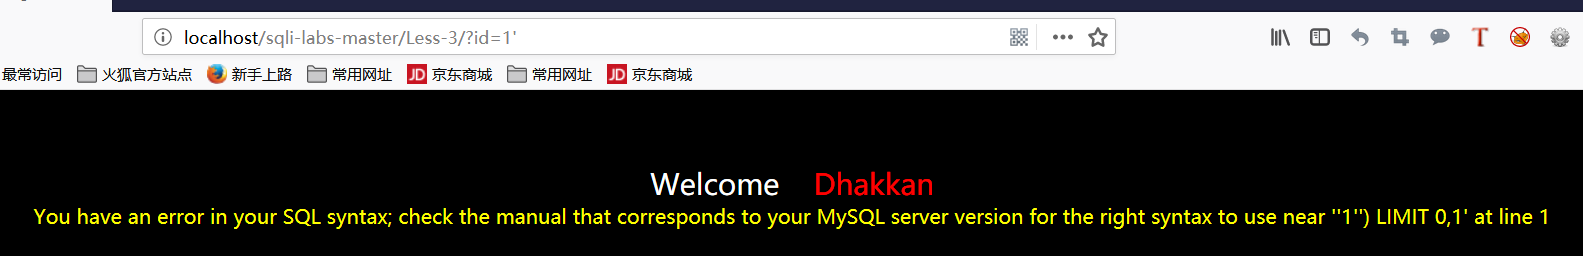 localhost/sqli-labs-master/Less-3/?id=1'
最常访问 火狐官方站点 新手上路 常用网址 JD 京东商城 常用网址 JD 京东商城
Welcome Dhakkan
You have an error in your SQL syntax; check the manual that corresponds to your MySQL server version for the right syntax to use near ''1'') LIMIT 0,1' at line 1